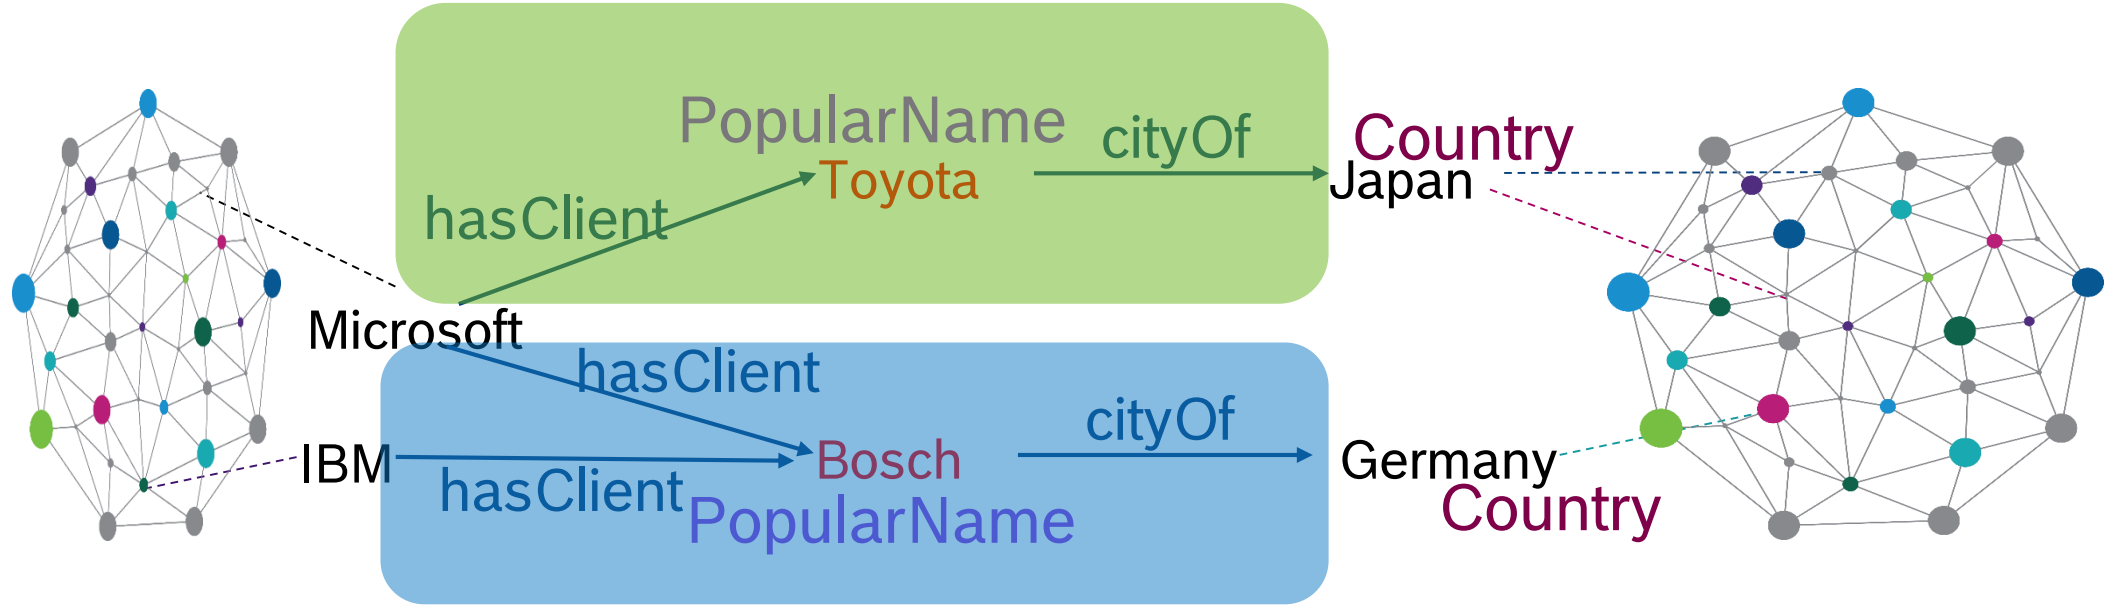 PopularName
cityOf
Country
Toyota
Japan
hasClient
Microsoft
hasClient
cityOf
IBM
Bosch
Germany
hasClient
PopularName
Country